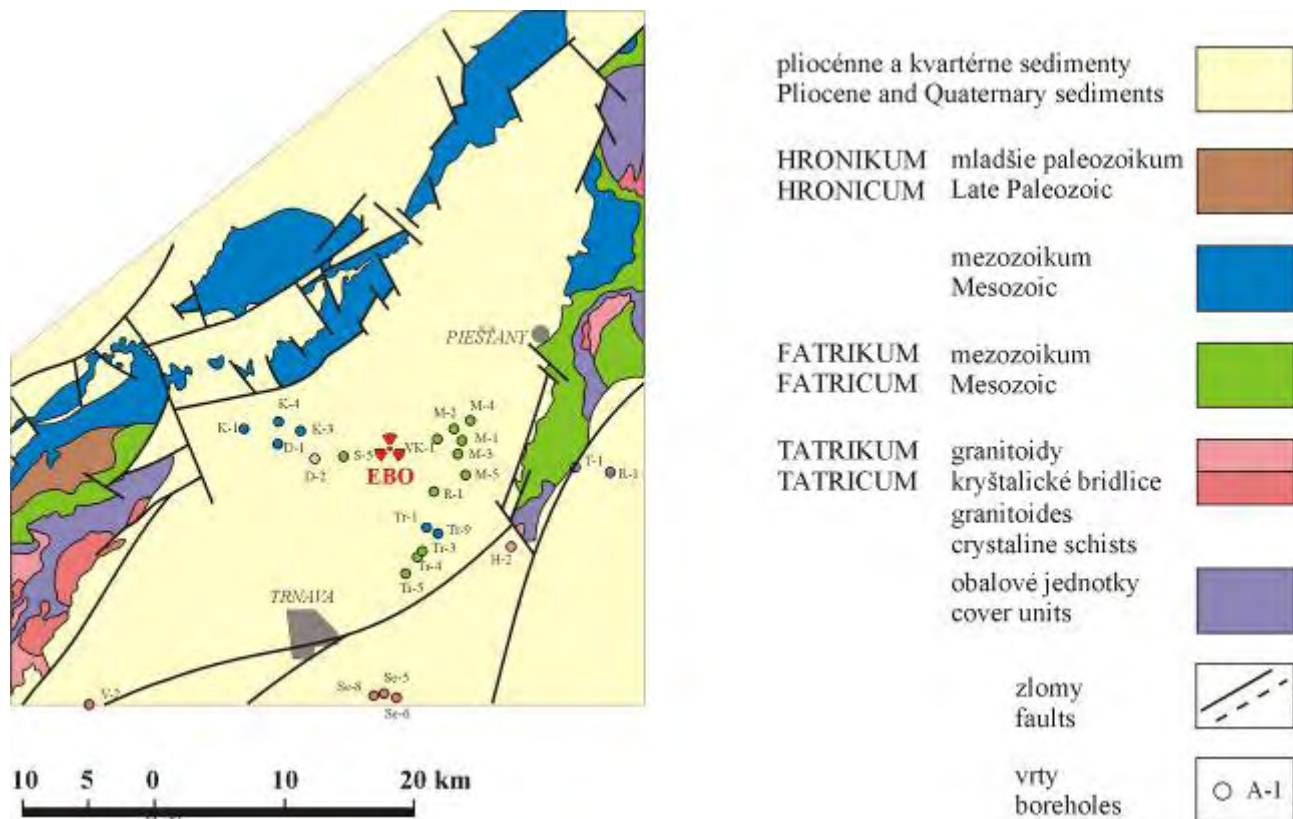 PIEŠŤANY
K-4
K-1
K-3
D-1
D-2
S-5
NK-1
EBO
M-4
M-2
M-1
M-3
M-5
R-1
T-1
R-1
Tr-1
Tr-9
Tr-3
Tr-4
Tr-5
H-2
TRNAVA
V-2
Se-8
Se-5
Se-6
10 5 0 10 20 km
pliocénne a kvartérne sedimenty
Pliocene and Quaternary sediments
HRONIKUM mladšie paleozoikum
HRONICUM Late Paleozoic
mezozoikum
Mesozoic
FATRIKUM mezozoikum
FATRICUM Mesozoic
TATRIKUM granitoidy
TATRICUM kryštalické bridlice
granitoides
crystaline schists
obalové jednotky
cover units
zlomy
faults
vrty
boreholes
A-1